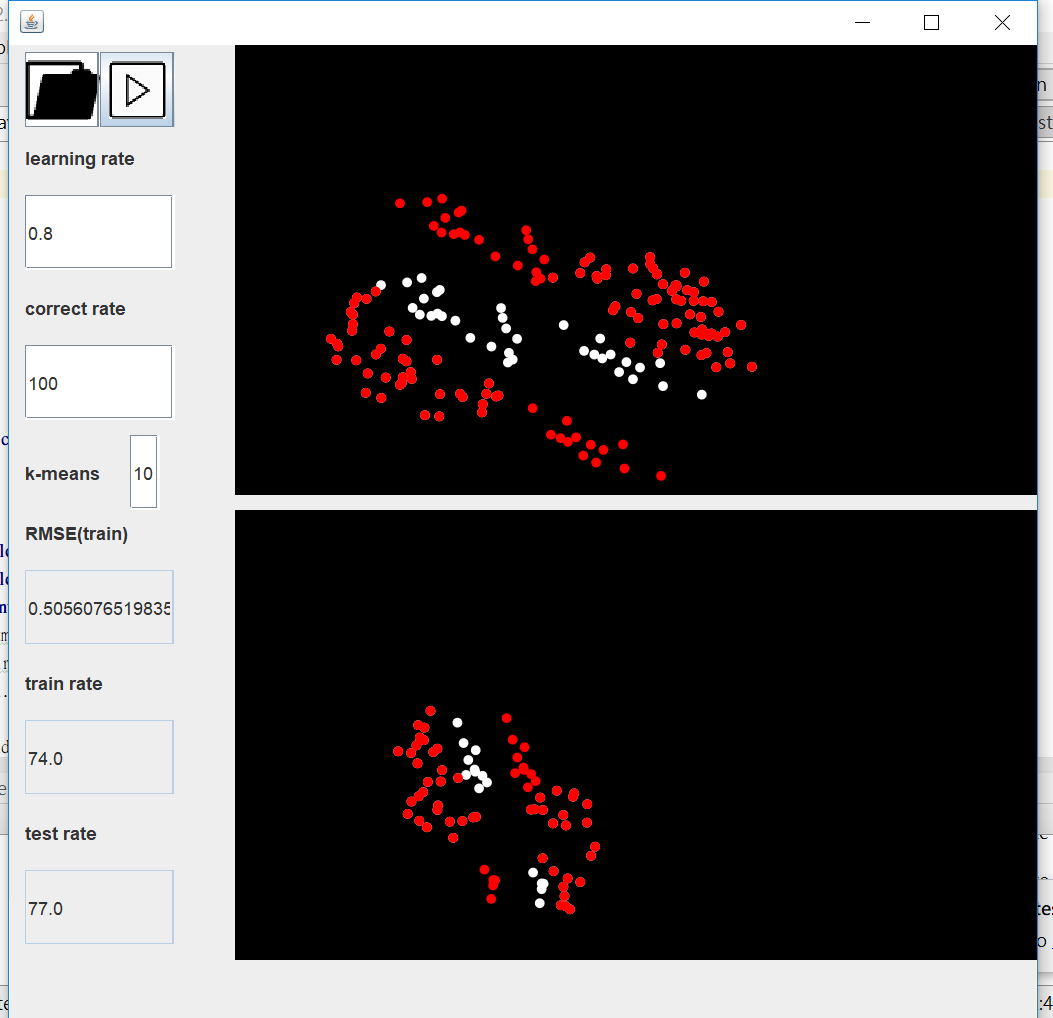 learning rate
0.8
correct rate
100
k-means 10
RMSE(train)
0.5056076519835
train rate
74.0
test rate
77.0